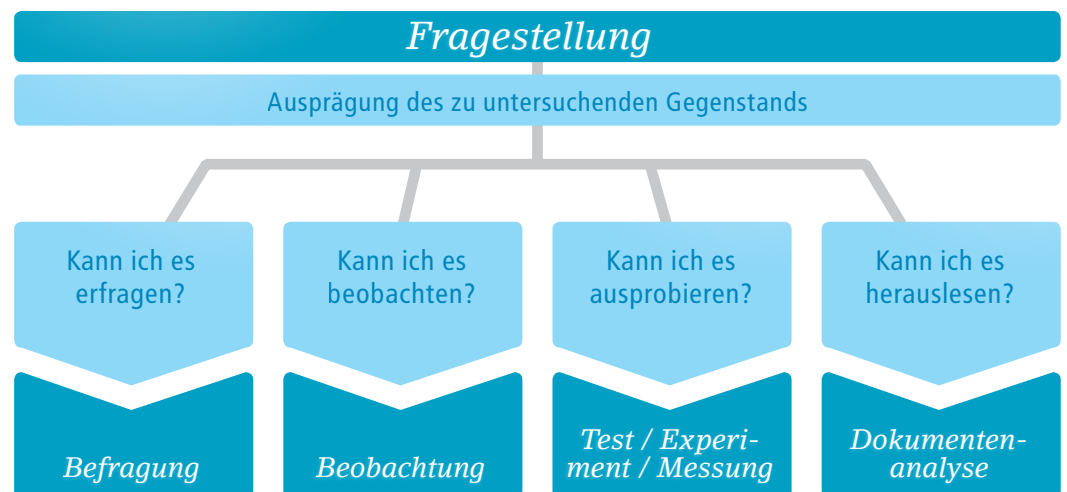 Fragestellung
Ausprägung des zu untersuchenden Gegenstands
Kann ich es
erfragen?
Kann ich es
beobachten?
Kann ich es
ausprobieren?
Kann ich es
herauslesen?
Befragung
Beobachtung
Test / Experi-
ment / Messung
Dokumenten-
analyse